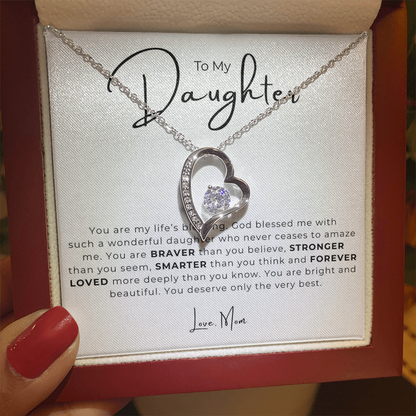 To My
Daughter
You are my life's blessing. God blessed me with
such a wonderful daughter who never ceases to amaze
me. You are BRAVER than you believe, STRONGER
than you seem, SMARTER than you think and FOREVER
LOVED more deeply than you know. You are bright and
beautiful. You deserve only the very best.
Love, Mom